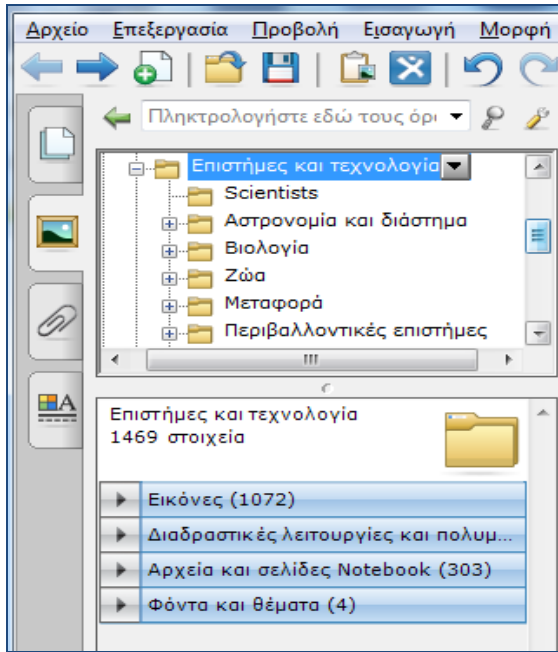 Αρχείο Επεξεργασία Προβολή Εισαγωγή Μορφή
Πληκτρολογήστε εδώ τους όρι
Επιστήμες και τεχνολογία
Scientists
Αστρονομία και διάστημα
Βιολογία
Ζώα
Μεταφορά
Περιβαλλοντικές επιστήμες
Επιστήμες και τεχνολογία
1469 στοιχεία
Εικόνες (1072)
Διαδραστικές λειτουργίες και πολυμ...
Αρχεία και σελίδες Notebook (303)
Φόντα και θέματα (4)